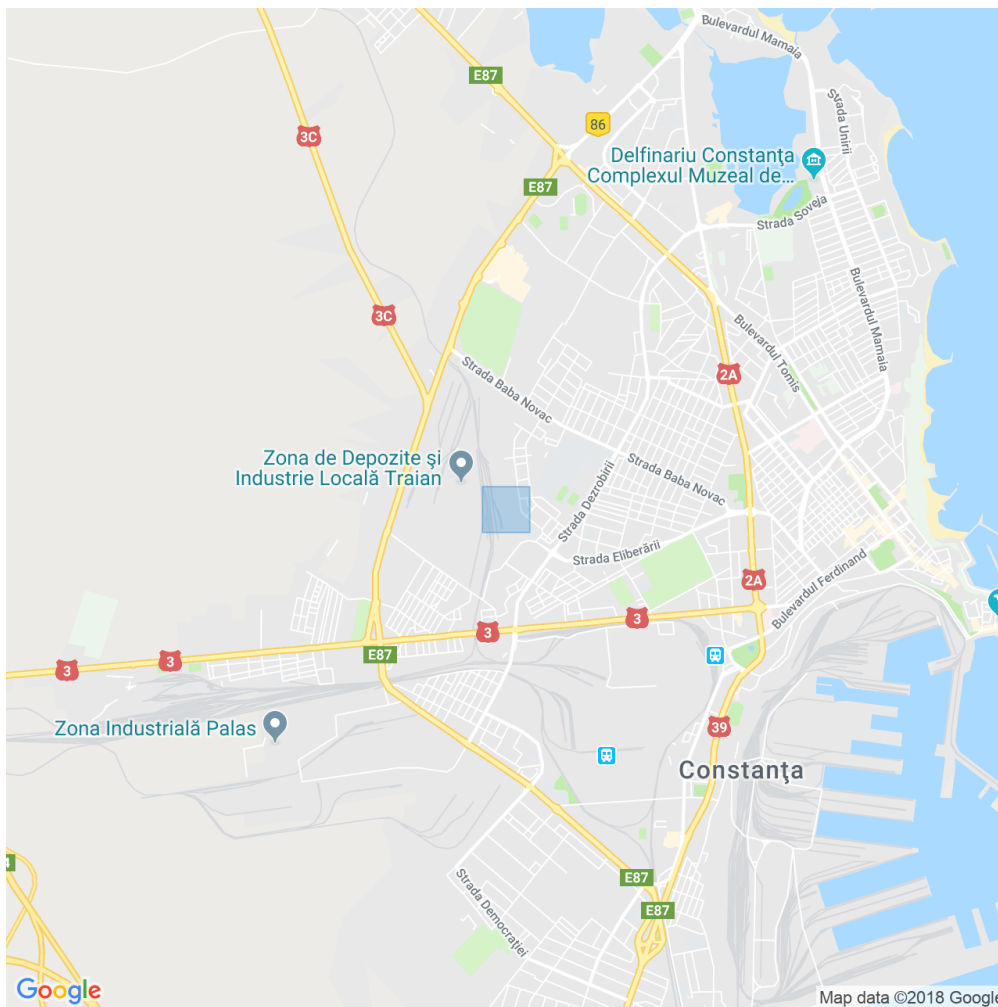 Bulevardul Mamaia
E87
Strada Unirii
86
3C
Delfinariu Constanţa
Complexul Muzeal de...
E87
Strada Soveja
3C
Bulevardul Mamaia
Bulevardul Tomis
Strada Baba Novac
2A
Zona de Depozite şi
Industrie Locală Traian
Strada Baba Novac
Strada Dezrobirii
Strada Eliberării
2A
Bulevardul Ferdinand
3
3
3
3
E87
Zona Industrială Palas
39
Constanţa
E87
E87
Strada Democraţiei
Google
Map data ©2018 Google